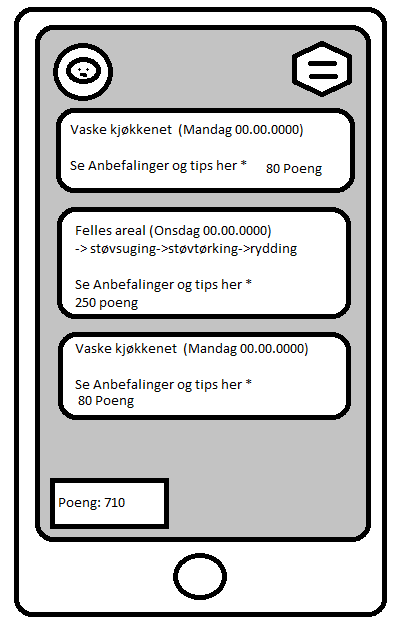 Vaske kjøkkenet (Mandag 00.00.0000)
Se Anbefalinger og tips her *
80 Poeng
Felles areal (Onsdag 00.00.0000)
-> støvsuging->støvtørking->rydding
Se Anbefalinger og tips her *
250 poeng
Vaske kjøkkenet (Mandag 00.00.0000)
Se Anbefalinger og tips her *
80 Poeng
Poeng: 710